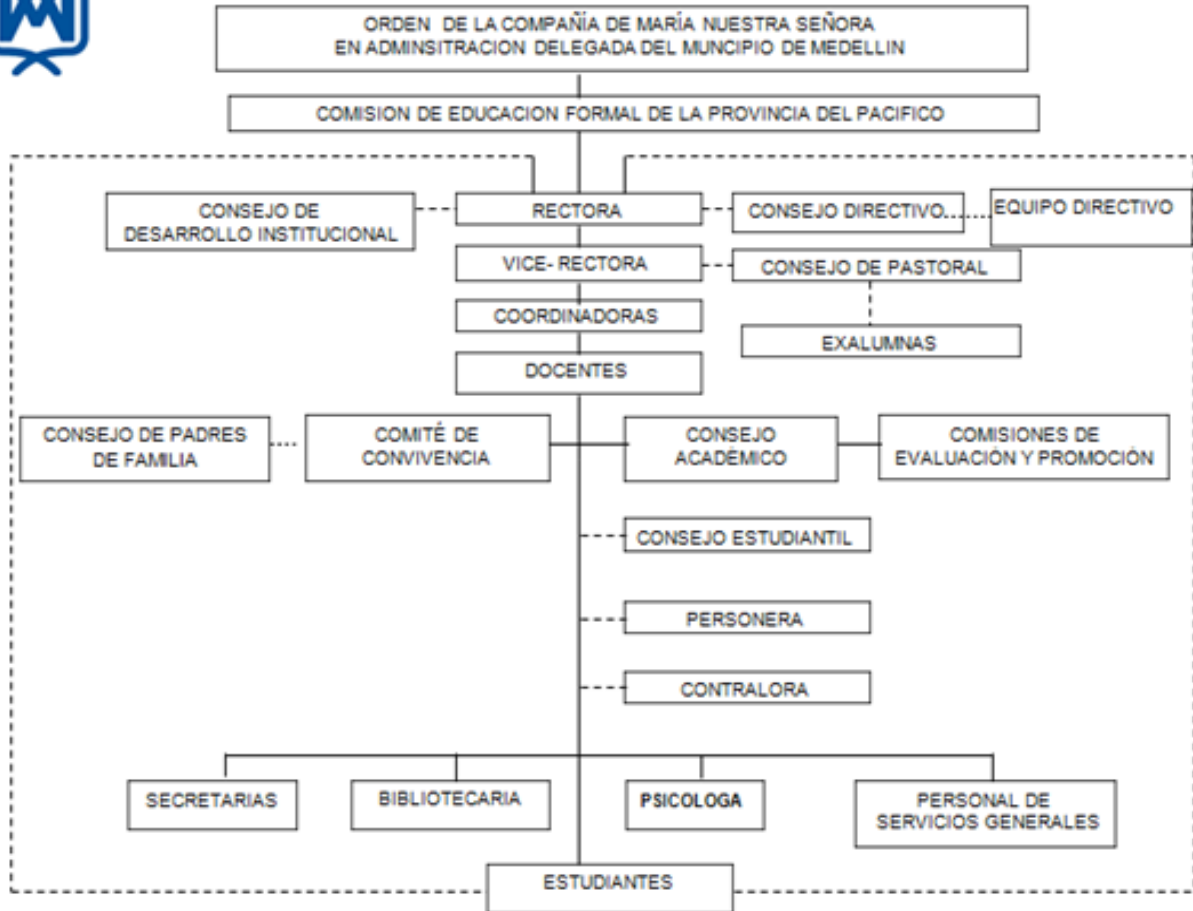 ORDEN DE LA COMPAÑÍA DE MARÍA NUESTRA SEÑORA
EN ADMINSITRACION DELEGADA DEL MUNCIPIO DE MEDELLIN
COMISION DE EDUCACION FORMAL DE LA PROVINCIA DEL PACIFICO
CONSEJO DE
DESARROLLO INSTITUCIONAL
RECTORA
CONSEJO DIRECTIVO
EQUIPO DIRECTIVO
VICE- RECTORA
CONSEJO DE PASTORAL
COORDINADORAS
EXALUMNAS
DOCENTES
CONSEJO DE PADRES
DE FAMILIA
COMITÉ DE
CONVIVENCIA
CONSEJO
ACADÉMICO
COMISIONES DE
EVALUACIÓN Y PROMOCIÓN
CONSEJO ESTUDIANTIL
PERSONERA
CONTRALORA
SECRETARIAS
BIBLIOTECARIA
PSICOLOGA
PERSONAL DE
SERVICIOS GENERALES
ESTUDIANTES